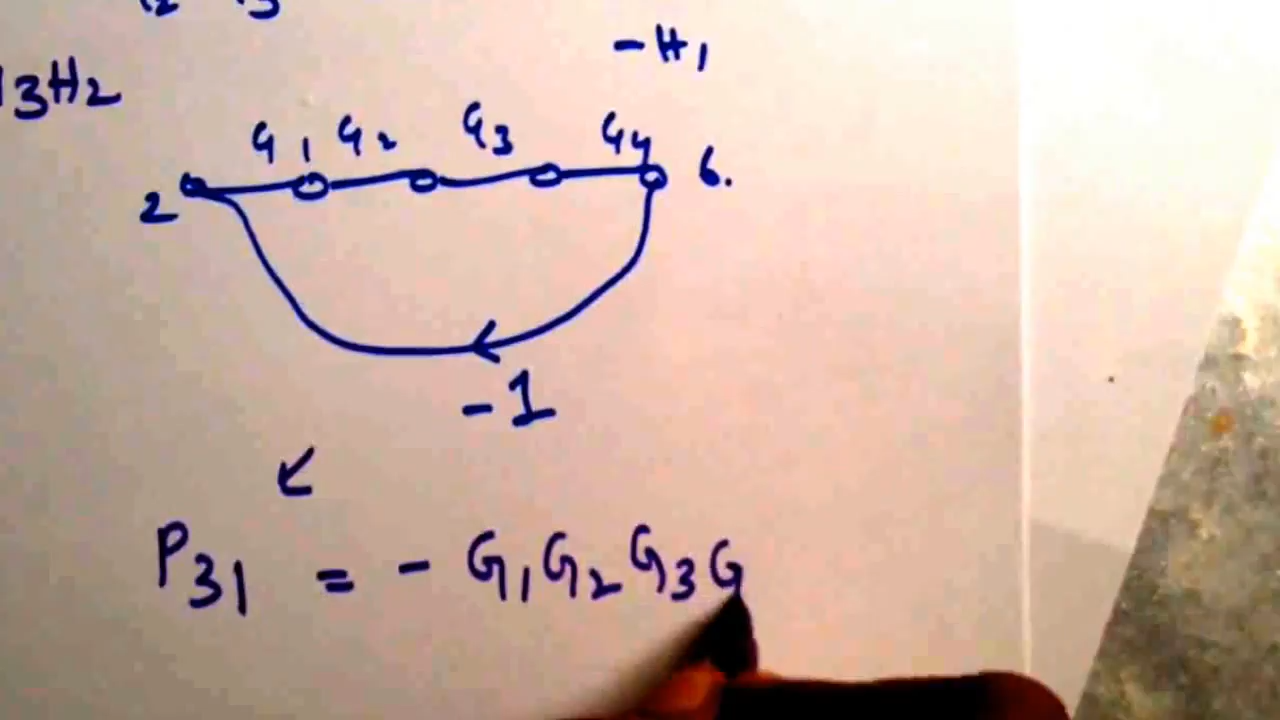 - H1
3H2
G1 G2 G3 G4
2 6.
- 1
P31 = - G1G2G3G